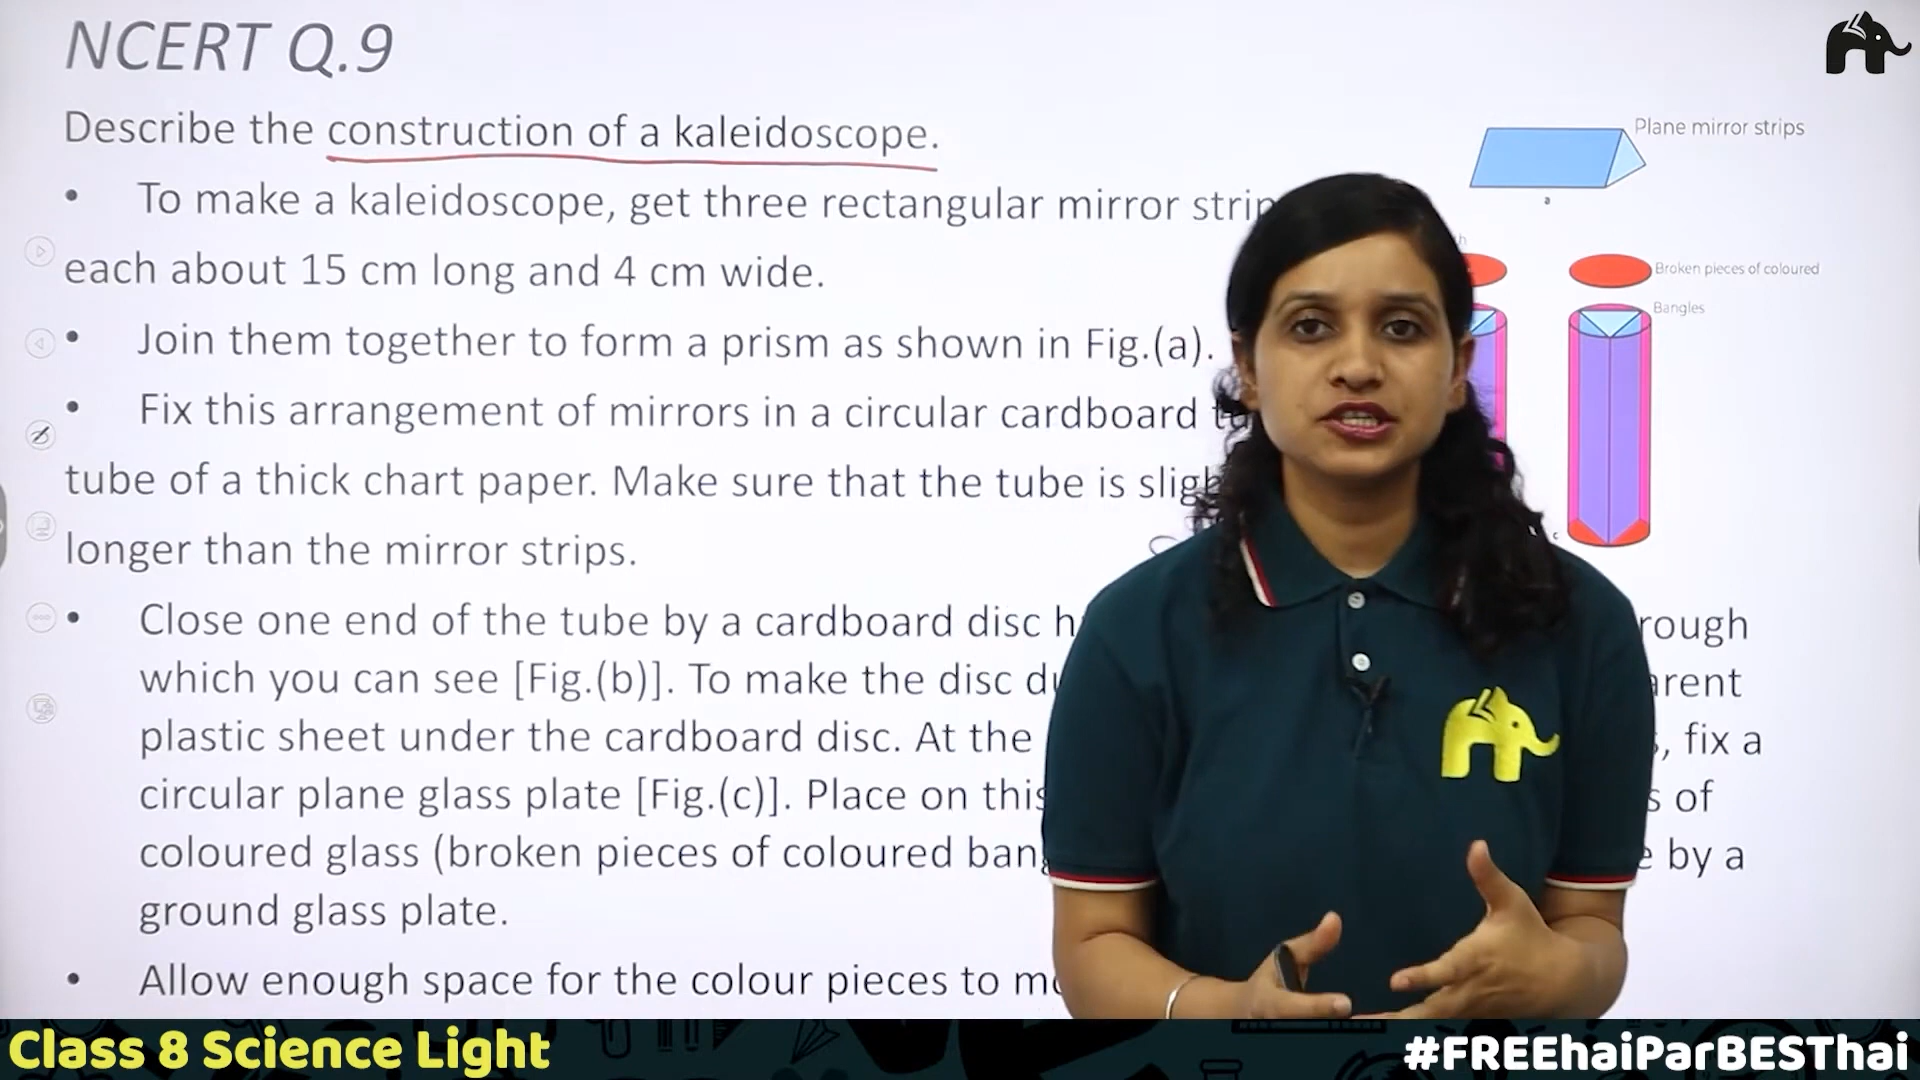 NCERT Q.9
Describe the construction of a kaleidoscope.
• To make a kaleidoscope, get three rectangular mirror
each about 15 cm long and 4 cm wide.
• Join them together to form a prism as shown in Fig.(a).
• Fix this arrangement of mirrors in a circular cardboard
tube of a thick chart paper. Make sure that the tube is
longer than the mirror strips.
• Close one end of the tube by a cardboard disc
which you can see [Fig.(b)]. To make the disc
plastic sheet under the cardboard disc. At the , fix a
circular plane glass plate [Fig.(c)]. Place on this of
coloured glass (broken pieces of coloured by a
ground glass plate.
• Allow enough space for the colour pieces to
Plane mirror strips
a
Broken pieces of coloured
Bangles
c
Class 8 Science Light
#FREEhaiParBESThai